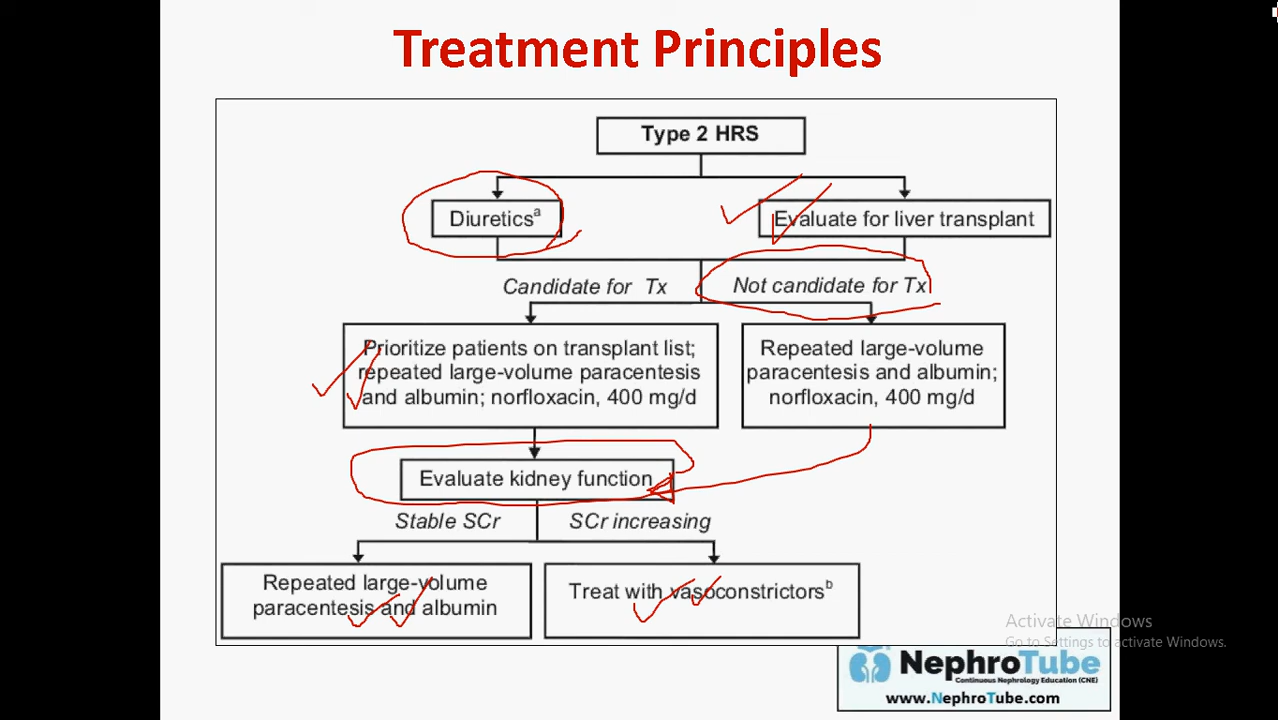 Treatment Principles
Type 2 HRS
Diureticsª
Evaluate for liver transplant
Candidate for Tx
Not candidate for Tx
Prioritize patients on transplant list;
repeated large-volume paracentesis
and albumin; norfloxacin, 400 mg/d
Repeated large-volume
paracentesis and albumin;
norfloxacin, 400 mg/d
Evaluate kidney function
Stable SCr
SCr increasing
Repeated large-volume
paracentesis and albumin
Treat with vasoconstrictorsᵇ
Activate Windows
Go to Settings to activate Windows.
NephroTube
Continuous Nephrology Education (CNE)
www.NephroTube.com